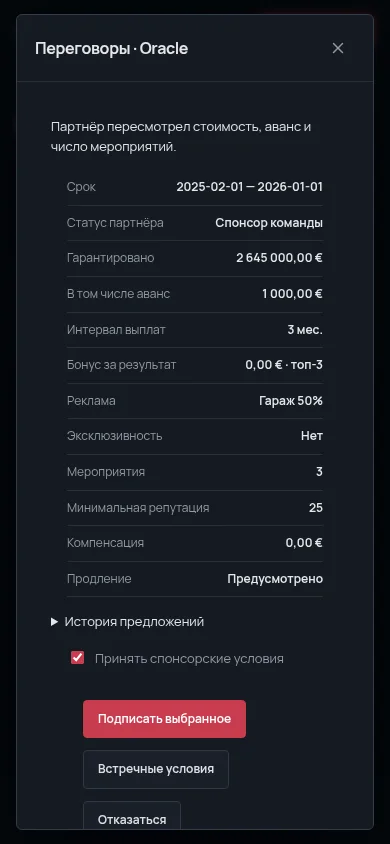 Переговоры · Oracle
Партнёр пересмотрел стоимость, аванс и
число мероприятий.
Срок 2025-02-01 — 2026-01-01
Статус партнёра Спонсор команды
Гарантировано 2 645 000,00 €
В том числе аванс 1 000,00 €
Интервал выплат 3 мес.
Бонус за результат 0,00 € · топ-3
Реклама Гараж 50%
Эксклюзивность Нет
Мероприятия 3
Минимальная репутация 25
Компенсация 0,00 €
Продление Предусмотрено
История предложений
Принять спонсорские условия
Подписать выбранное
Встречные условия
Отказаться